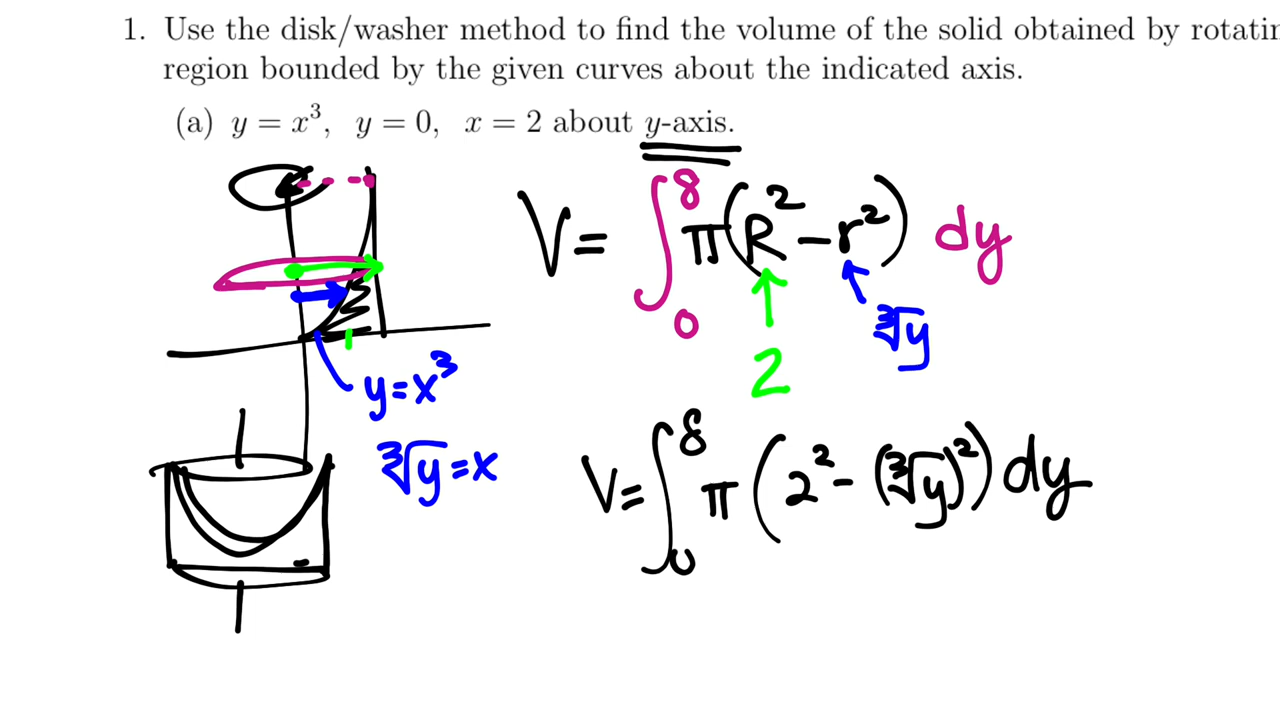 1. Use the disk/washer method to find the volume of the solid obtained by rotatin
region bounded by the given curves about the indicated axis.
(a) y = x³, y = 0, x = 2 about y-axis.
V = ∫₀⁸ π(R² − r²) dy
2
∛y
y = x³
∛y = x
V = ∫₀⁸ π(2² − (∛y)²) dy